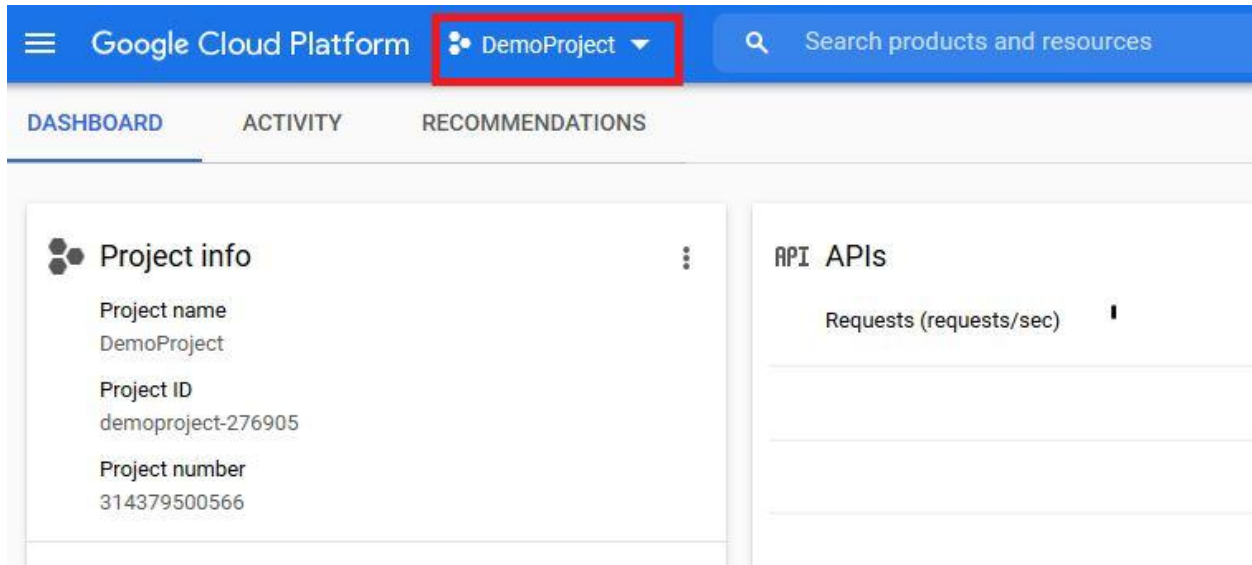 Google Cloud Platform DemoProject Search products and resources
DASHBOARD ACTIVITY RECOMMENDATIONS
Project info
Project name
DemoProject
Project ID
demoproject-276905
Project number
314379500566
API APIs
Requests (requests/sec)